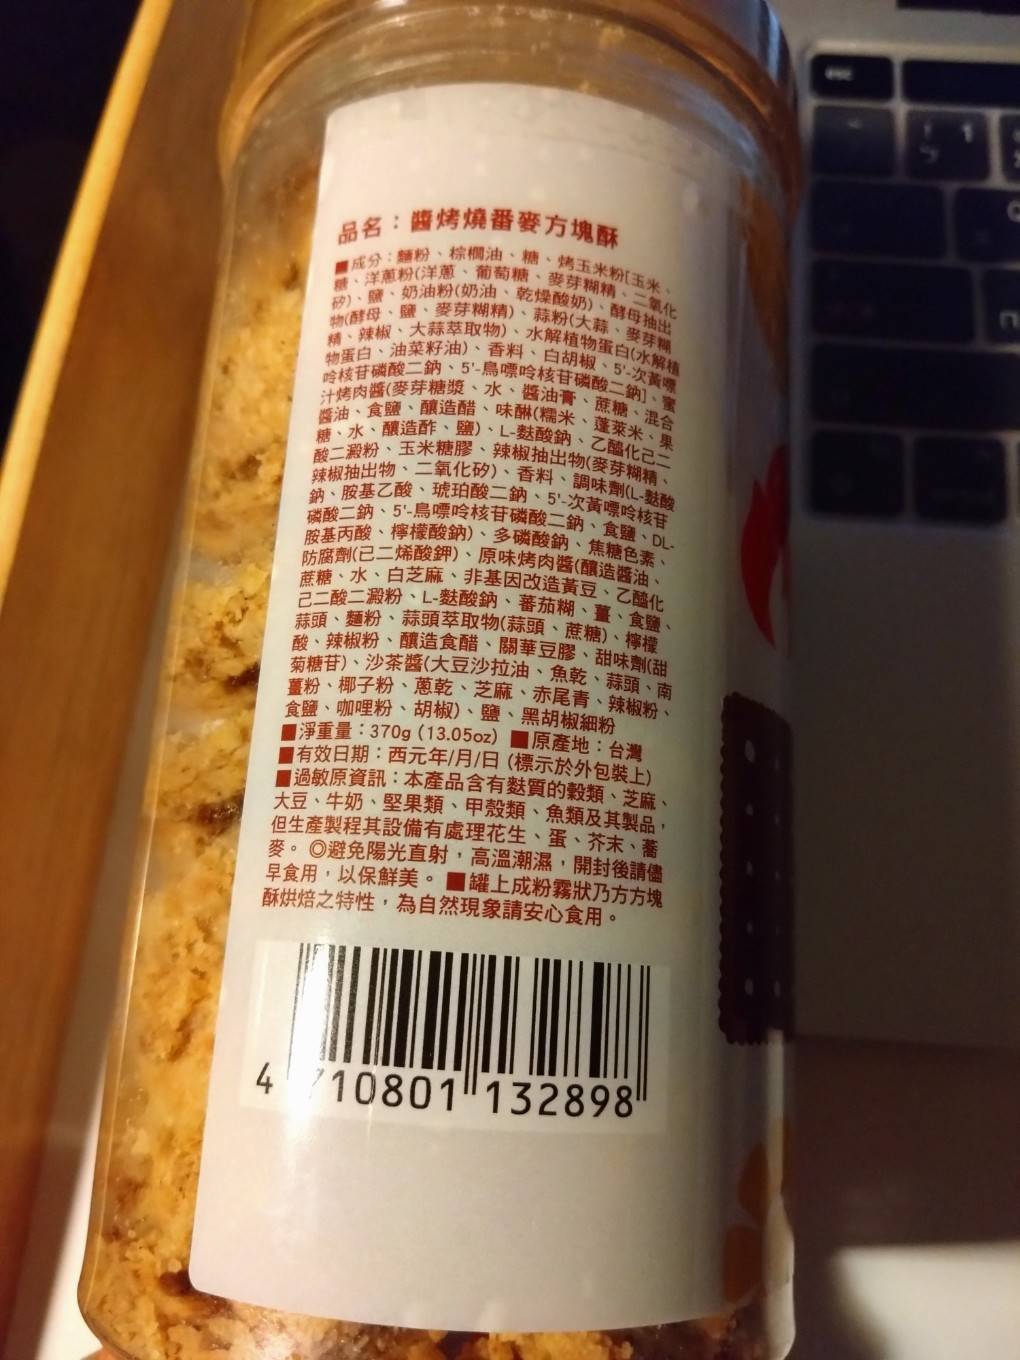 品名：醬烤燒番麥方塊酥
■成分：麵粉、棕櫚油、糖、烤玉米粉[玉米、
糖、洋蔥粉(洋蔥、葡萄糖、麥芽糊精、二氧化
矽)、鹽、奶油粉(奶油、乾燥酸奶)、酵母抽出
物(酵母、鹽、麥芽糊精)、蒜粉(大蒜、麥芽糊
精、辣椒、大蒜萃取物)、水解植物蛋白(水解植
物蛋白、油菜籽油)、香料、白胡椒、5'-次黃嘌
呤核苷磷酸二鈉、5'-鳥嘌呤核苷磷酸二鈉]、蜜
汁烤肉醬(麥芽糖漿、水、醬油膏、蔗糖、混合
醬油、食鹽、釀造醋、味醂(糯米、蓬萊米、果
糖、水、釀造酢、鹽)、L-麩酸鈉、乙醯化己二
酸二澱粉、玉米糖膠、辣椒抽出物(麥芽糊精、
辣椒抽出物、二氧化矽)、香料、調味劑(L-麩酸
鈉、胺基乙酸、琥珀酸二鈉、5'-次黃嘌呤核苷
磷酸二鈉、5'-鳥嘌呤核苷磷酸二鈉、食鹽、DL-
胺基丙酸、檸檬酸鈉)、多磷酸鈉、焦糖色素、
防腐劑(己二烯酸鉀)、原味烤肉醬(釀造醬油、
蔗糖、水、白芝麻、非基因改造黃豆、乙醯化
己二酸二澱粉、L-麩酸鈉、蕃茄糊、薑、食鹽、
蒜頭、麵粉、蒜頭萃取物(蒜頭、蔗糖)、檸檬
酸、辣椒粉、釀造食醋、關華豆膠、甜味劑(甜
菊糖苷)、沙茶醬(大豆沙拉油、魚乾、蒜頭、南
薑粉、椰子粉、蔥乾、芝麻、赤尾青、辣椒粉、
食鹽、咖哩粉、胡椒)、鹽、黑胡椒細粉
■淨重量：370g (13.05oz) ■原產地：台灣
■有效日期：西元年/月/日 (標示於外包裝上)
■過敏原資訊：本產品含有麩質的穀類、芝麻、
大豆、牛奶、堅果類、甲殼類、魚類及其製品，
但生產製程其設備有處理花生、蛋、芥末、蕎
麥。◎避免陽光直射，高溫潮濕，開封後請儘
早食用，以保鮮美。■罐上成粉霧狀乃方方塊
酥烘焙之特性，為自然現象請安心食用。
4 710801 132898
esc